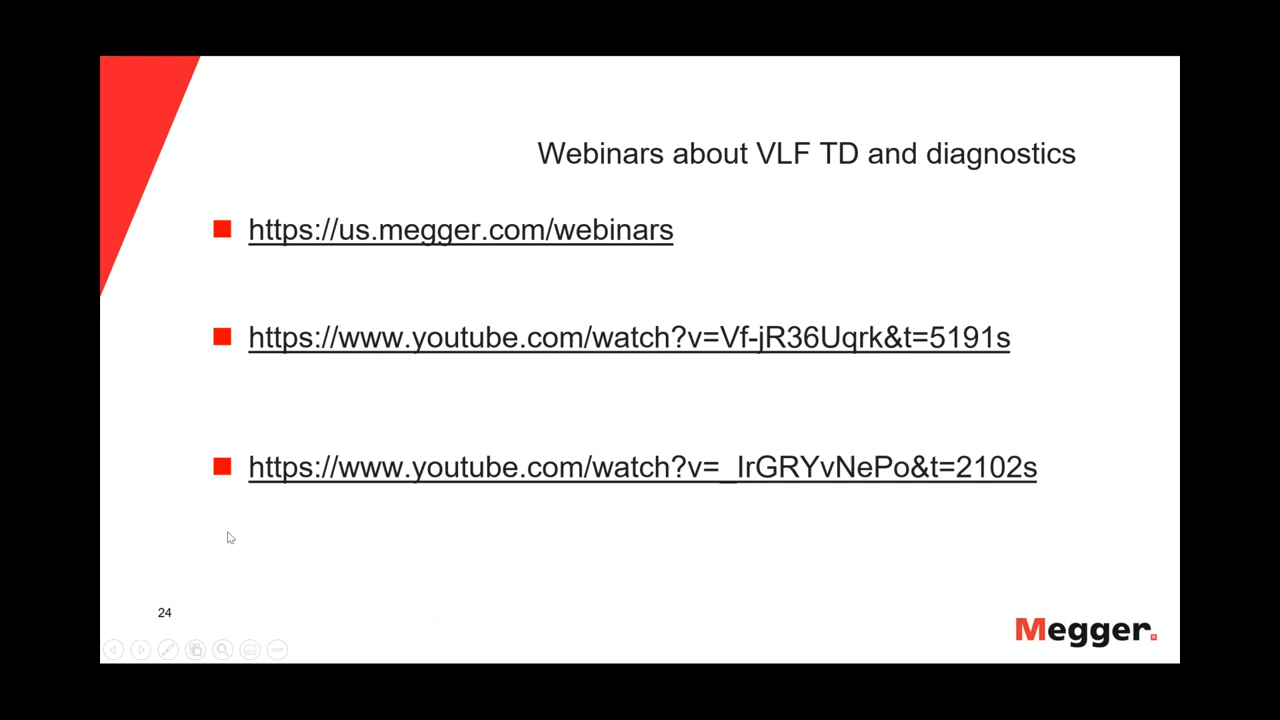 Webinars about VLF TD and diagnostics
https://us.megger.com/webinars
https://www.youtube.com/watch?v=Vf-jR36Uqrk&t=5191s
https://www.youtube.com/watch?v=_IrGRYvNePo&t=2102s
24
Megger.